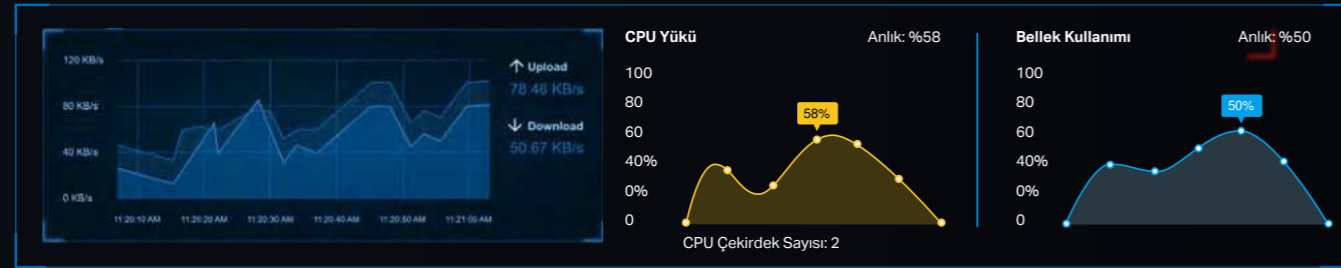 120 KB/s
80 KB/s
40 KB/s
0 KB/s
11:20:10 AM 11:20:20 AM 11:20:30 AM 11:20:40 AM 11:20:50 AM 11:21:00 AM
↑ Upload
78.46 KB/s
↓ Download
50.67 KB/s
CPU Yükü Anlık: %58
100
80
60
40%
0%
0
58%
CPU Çekirdek Sayısı: 2
Bellek Kullanımı Anlık: %50
100
80
60
40%
0%
0
50%